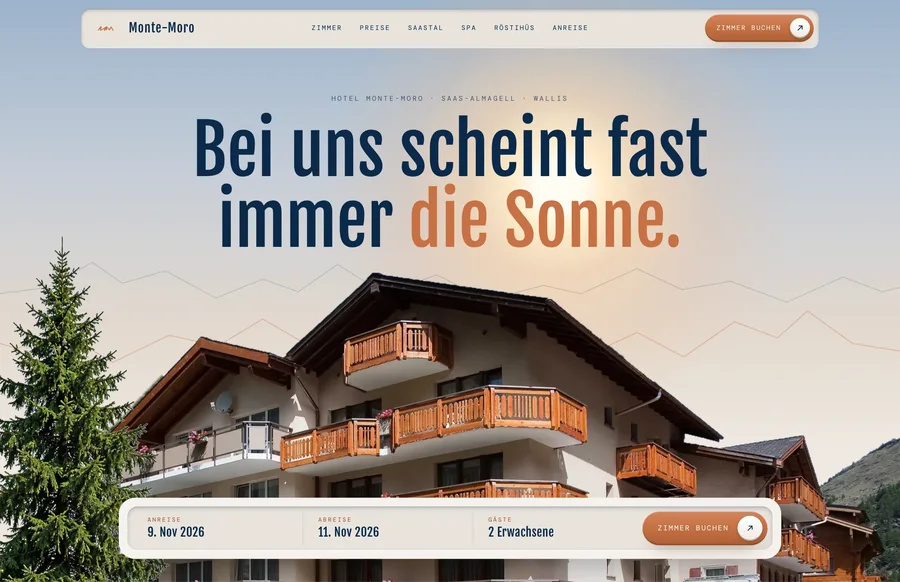 Monte-Moro
ZIMMER PREISE SAASTAL SPA RÖSTIHÜS ANREISE
ZIMMER BUCHEN
HOTEL MONTE-MORO · SAAS-ALMAGELL · WALLIS
Bei uns scheint fast
immer die Sonne.
ANREISE
9. Nov 2026
ABREISE
11. Nov 2026
GÄSTE
2 Erwachsene
ZIMMER BUCHEN